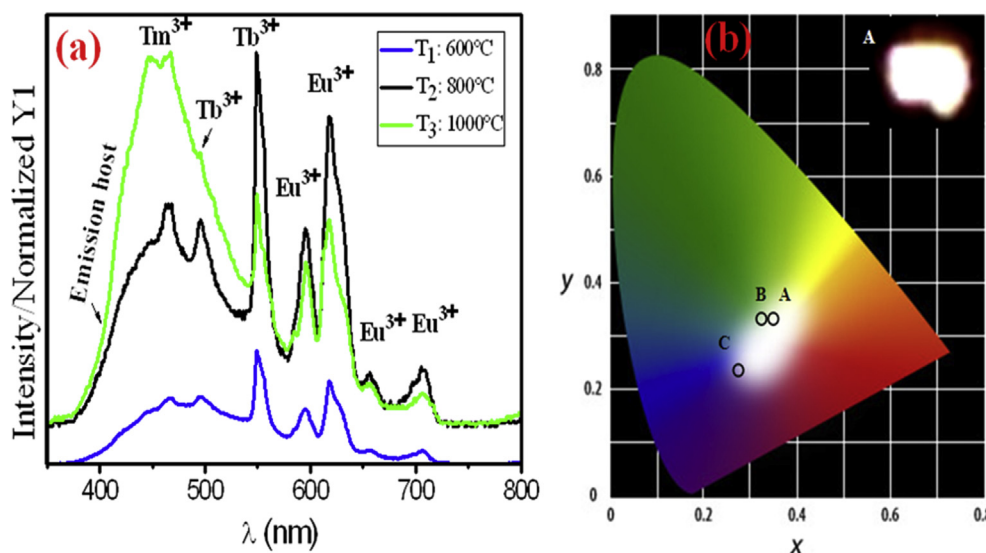 (a)
Tm3+
Tb3+
Tb3+
Eu3+
Eu3+
Eu3+
Eu3+
Emission host
T1: 600°C
T2: 800°C
T3: 1000°C
Intensity/Normalized Y1
400 500 600 700 800
λ (nm)
(b)
A
0.8
0.6
0.4
0.2
0
y
B A
C
0 0.2 0.4 0.6 0.8
x